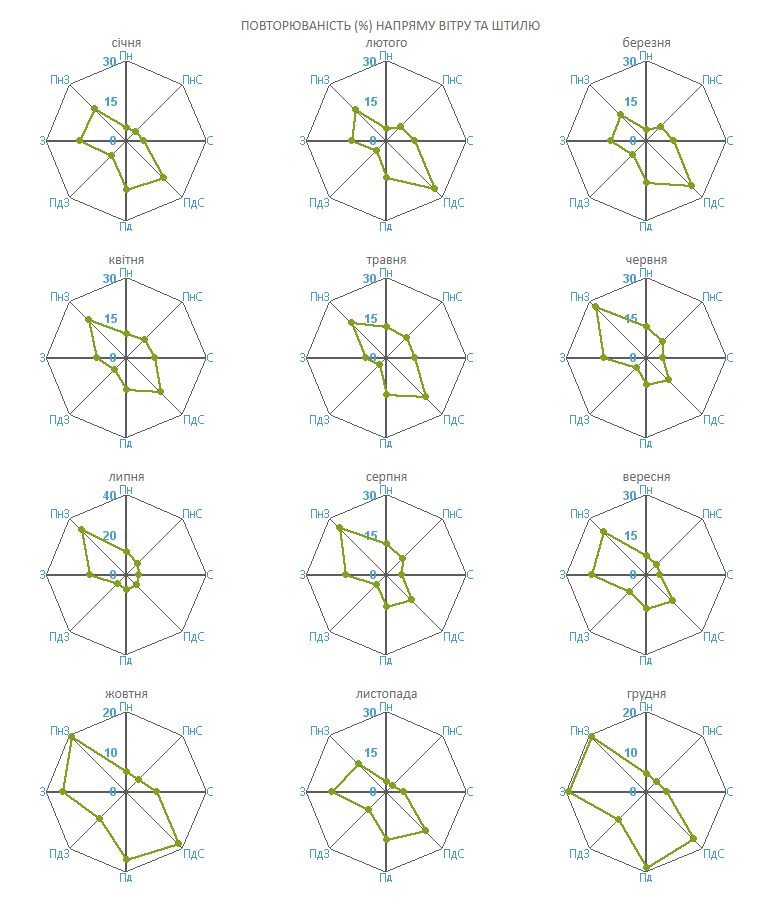 ПОВТОРЮВАНІСТЬ (%) НАПРЯМУ ВІТРУ ТА ШТИЛЮ
січня лютого березня
Пн Пн Пн
30 30 30
ПнЗ ПнС ПнЗ ПнС ПнЗ ПнС
15 15 15
З 0 С З 0 С З 0 С
ПдЗ ПдС ПдЗ ПдС ПдЗ ПдС
Пд Пд Пд
квітня травня червня
Пн Пн Пн
30 30 30
ПнЗ ПнС ПнЗ ПнС ПнЗ ПнС
15 15 15
З 0 С З 0 С З 0 С
ПдЗ ПдС ПдЗ ПдС ПдЗ ПдС
Пд Пд Пд
липня серпня вересня
Пн Пн Пн
40 30 30
ПнЗ ПнС ПнЗ ПнС ПнЗ ПнС
20 15 15
З 0 С З 0 С З 0 С
ПдЗ ПдС ПдЗ ПдС ПдЗ ПдС
Пд Пд Пд
жовтня листопада грудня
Пн Пн Пн
20 30 20
ПнЗ ПнС ПнЗ ПнС ПнЗ ПнС
10 15 10
З 0 С З 0 С З 0 С
ПдЗ ПдС ПдЗ ПдС ПдЗ ПдС
Пд Пд Пд